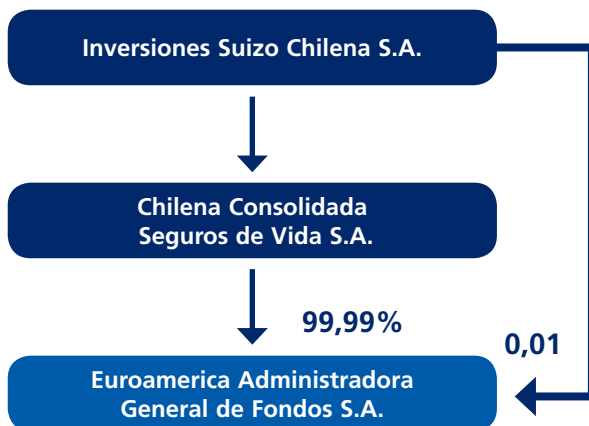 Inversiones Suizo Chilena S.A.
Chilena Consolidada
Seguros de Vida S.A.
99,99%
0,01
Euroamerica Administradora
General de Fondos S.A.